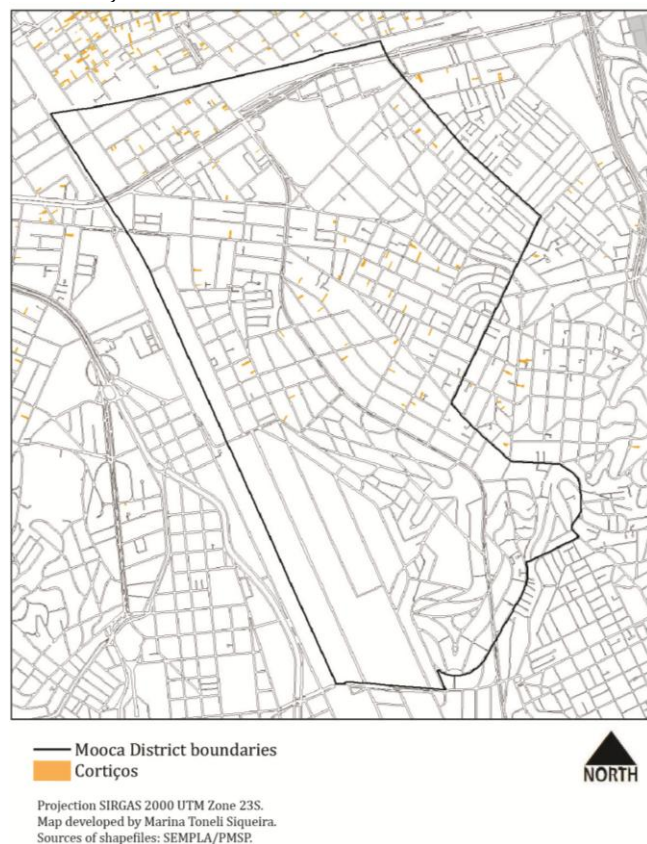 Mooca District boundaries
Cortiços
NORTH
Projection SIRGAS 2000 UTM Zone 23S.
Map developed by Marina Toneli Siqueira.
Sources of shapefiles: SEMPLA/PMSP.